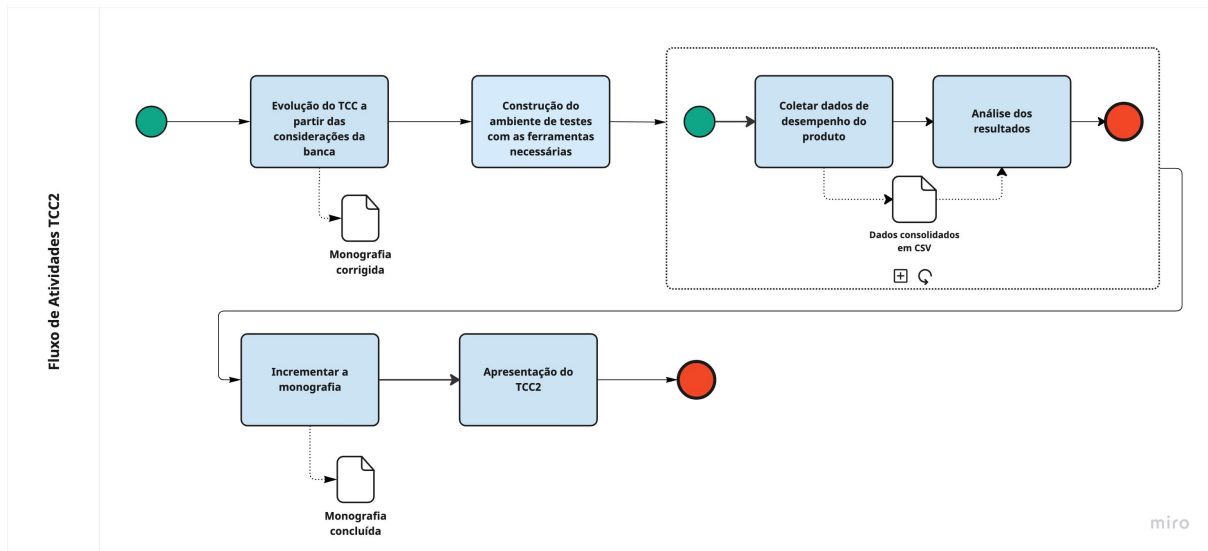 Fluxo de Atividades TCC2
Evolução do TCC a
partir das
considerações da
banca
Construção do
ambiente de testes
com as ferramentas
necessárias
Coletar dados de
desempenho do
produto
Análise dos
resultados
Monografia
corrigida
Dados consolidados
em CSV
Incrementar a
monografia
Apresentação do
TCC2
Monografia
concluída
miro